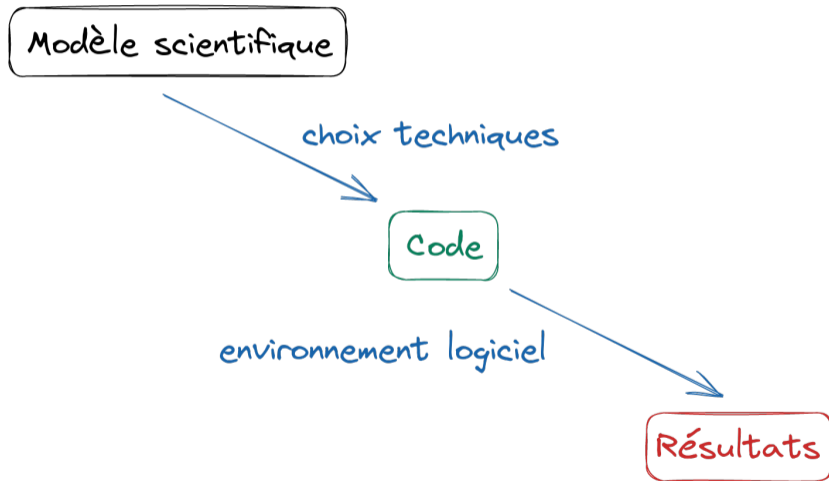 Modèle scientifique
choix techniques
Code
environnement logiciel
Résultats